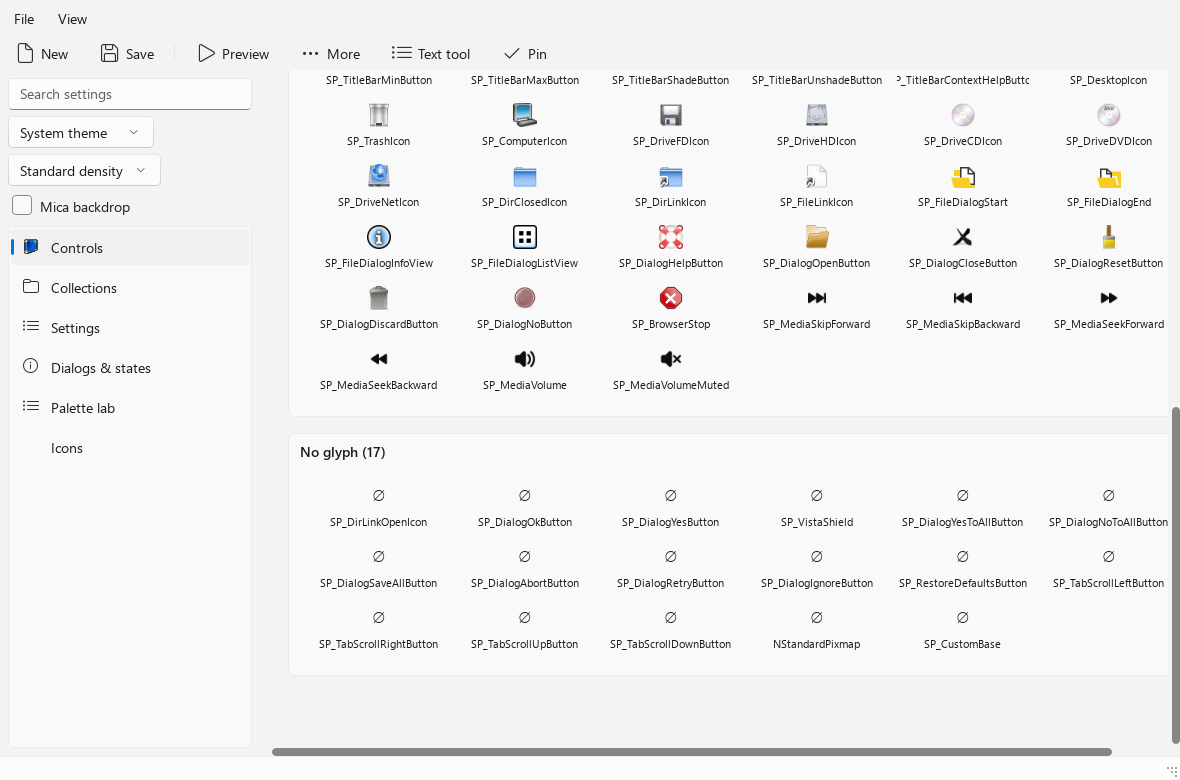 File View
New Save Preview More Text tool Pin
Search settings
System theme
Standard density
Mica backdrop
Controls
Collections
Settings
Dialogs & states
Palette lab
Icons
SP_TitleBarMinButton SP_TitleBarMaxButton SP_TitleBarShadeButton SP_TitleBarUnshadeButton P_TitleBarContextHelpButto SP_DesktopIcon
SP_TrashIcon SP_ComputerIcon SP_DriveFDIcon SP_DriveHDIcon SP_DriveCDIcon SP_DriveDVDIcon
SP_DriveNetIcon SP_DirClosedIcon SP_DirLinkIcon SP_FileLinkIcon SP_FileDialogStart SP_FileDialogEnd
SP_FileDialogInfoView SP_FileDialogListView SP_DialogHelpButton SP_DialogOpenButton SP_DialogCloseButton SP_DialogResetButton
SP_DialogDiscardButton SP_DialogNoButton SP_BrowserStop SP_MediaSkipForward SP_MediaSkipBackward SP_MediaSeekForward
SP_MediaSeekBackward SP_MediaVolume SP_MediaVolumeMuted
No glyph (17)
∅ ∅ ∅ ∅ ∅ ∅
SP_DirLinkOpenIcon SP_DialogOkButton SP_DialogYesButton SP_VistaShield SP_DialogYesToAllButton SP_DialogNoToAllButton
∅ ∅ ∅ ∅ ∅ ∅
SP_DialogSaveAllButton SP_DialogAbortButton SP_DialogRetryButton SP_DialogIgnoreButton SP_RestoreDefaultsButton SP_TabScrollLeftButton
∅ ∅ ∅ ∅ ∅
SP_TabScrollRightButton SP_TabScrollUpButton SP_TabScrollDownButton NStandardPixmap SP_CustomBase